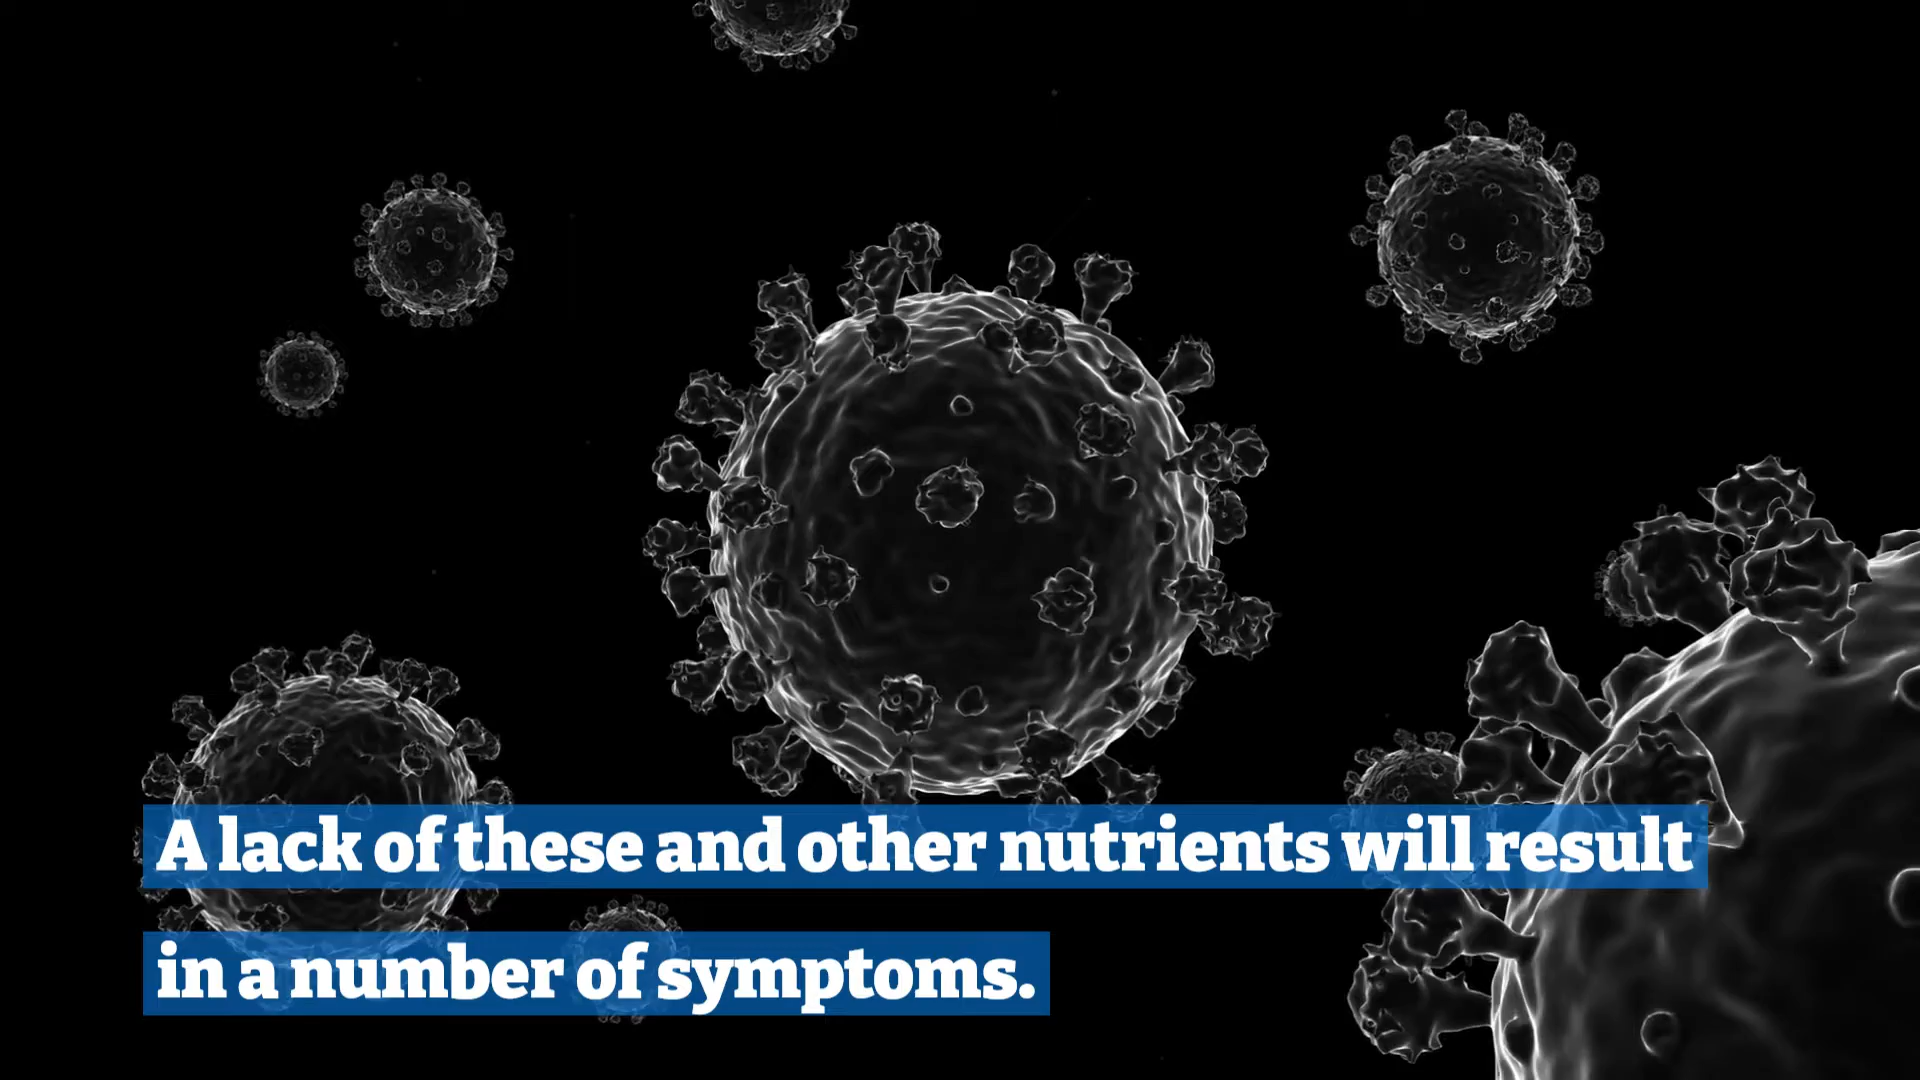 A lack of these and other nutrients will result
in a number of symptoms.